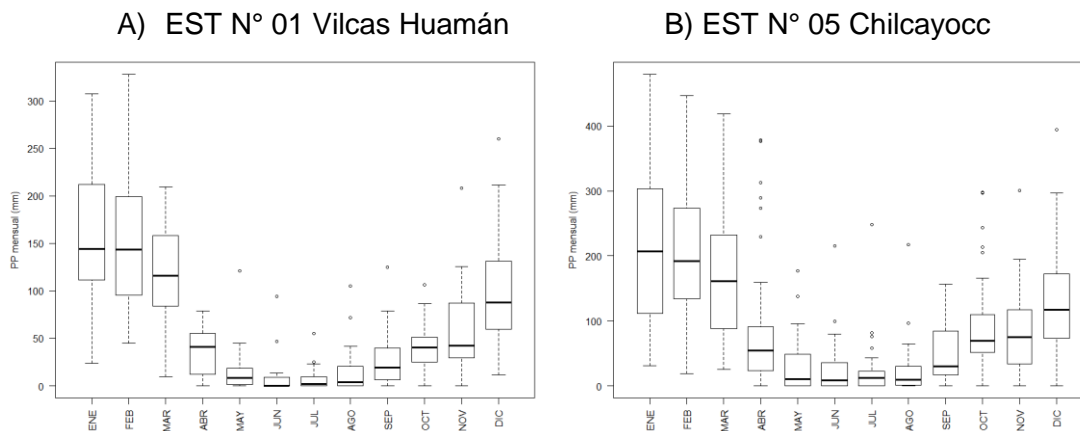 A) EST N° 01 Vilcas Huamán
B) EST N° 05 Chilcayocc
PP mensual (mm)
300
250
200
150
100
50
0
ENE FEB MAR ABR MAY JUN JUL AGO SEP OCT NOV DIC
PP mensual (mm)
400
300
200
100
0
ENE FEB MAR ABR MAY JUN JUL AGO SEP OCT NOV DIC